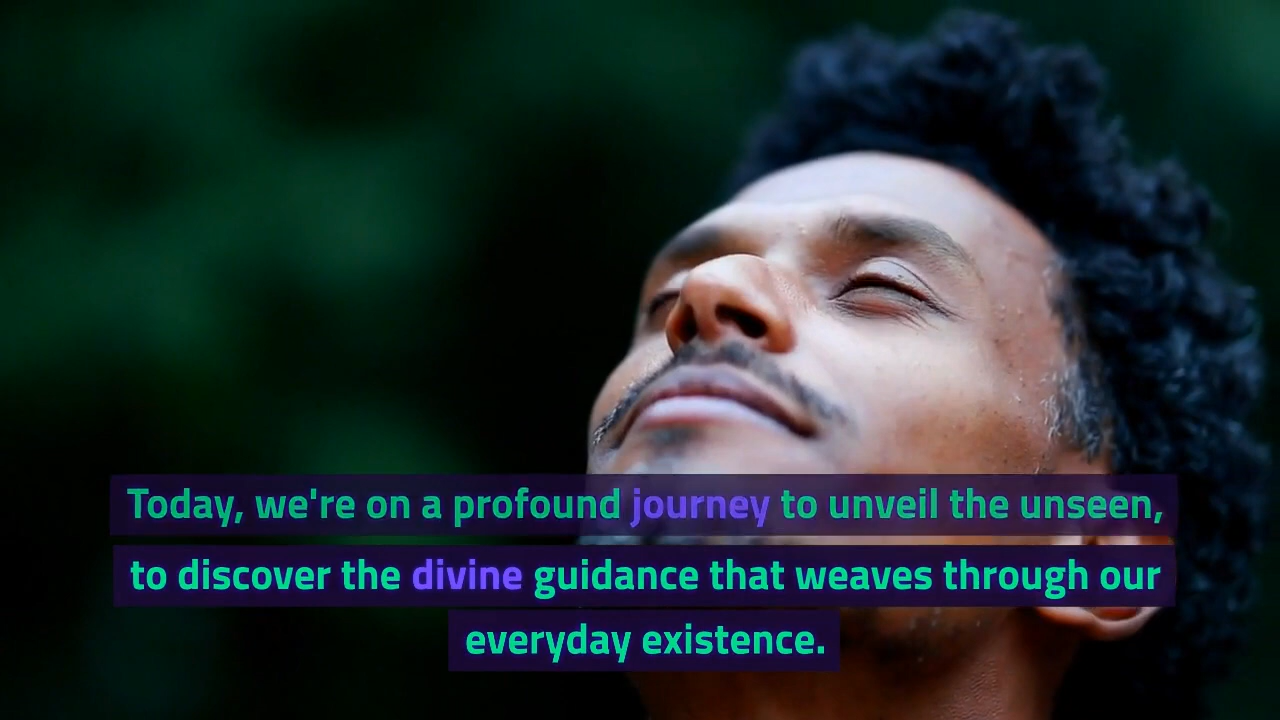 Today, we're on a profound journey to unveil the unseen,
to discover the divine guidance that weaves through our
everyday existence.